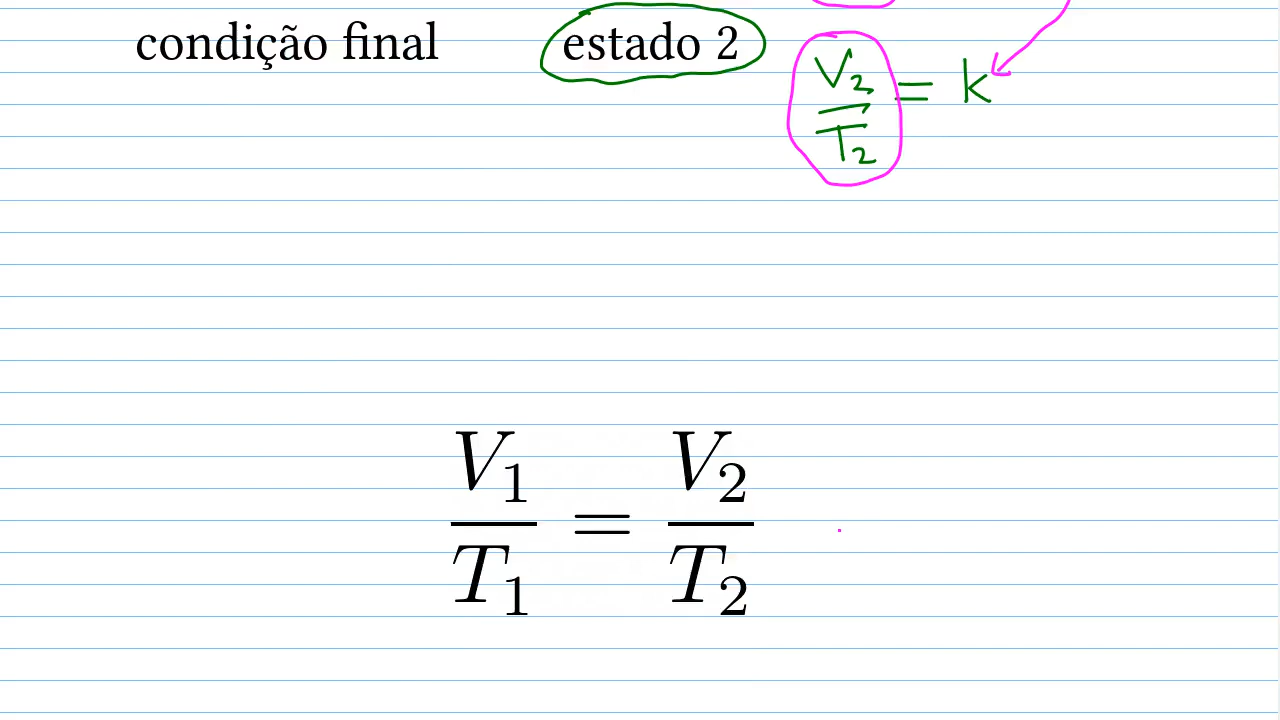 condição final estado 2
V₂/T₂ = k
V₁/T₁ = V₂/T₂